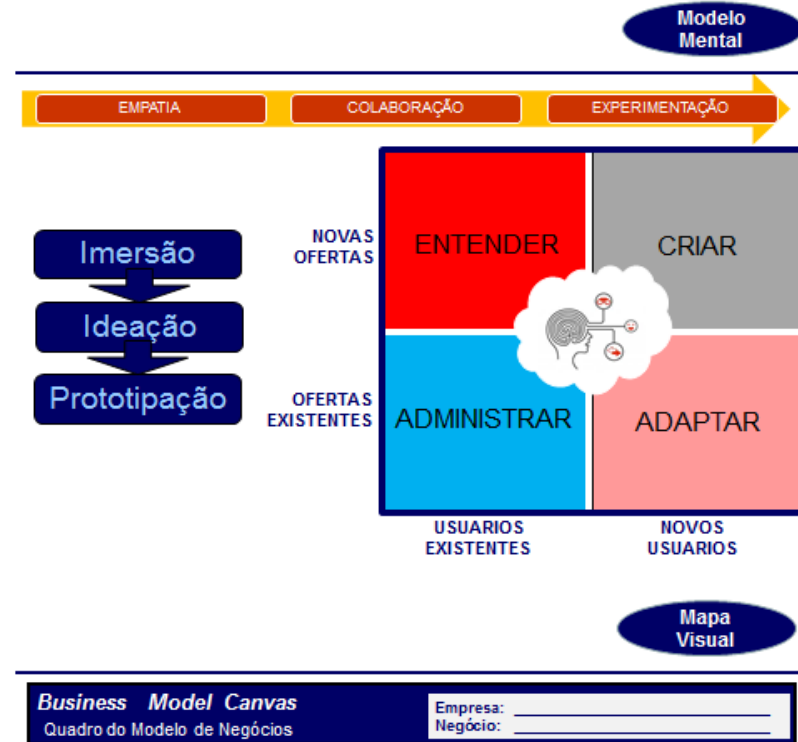 Modelo
Mental
EMPATIA
COLABORAÇÃO
EXPERIMENTAÇÃO
Imersão
Ideação
Prototipação
NOVAS
OFERTAS
ENTENDER
CRIAR
OFERTAS
EXISTENTES
ADMINISTRAR
ADAPTAR
USUARIOS
EXISTENTES
NOVOS
USUARIOS
Mapa
Visual
Business Model Canvas
Quadro do Modelo de Negócios
Empresa:
Negócio: